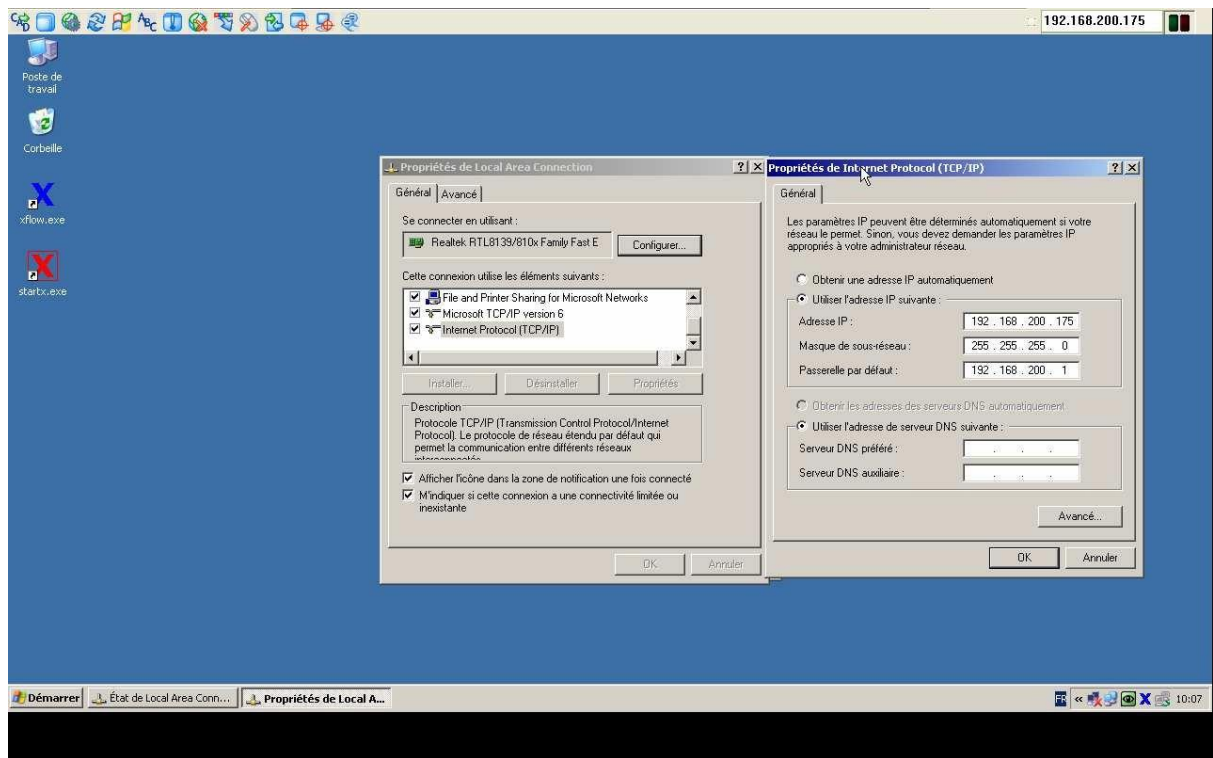 192.168.200.175
Poste de
travail
Corbeille
xflow.exe
startx.exe
Propriétés de Local Area Connection
Général
Avancé
Se connecter en utilisant :
Realtek RTL8139/810x Family Fast E
Configurer...
Cette connexion utilise les éléments suivants :
File and Printer Sharing for Microsoft Networks
Microsoft TCP/IP version 6
Internet Protocol (TCP/IP)
Installer...
Désinstaller
Propriétés
Description
Protocole TCP/IP (Transmission Control Protocol/Internet
Protocol). Le protocole de réseau étendu par défaut qui
permet la communication entre différents réseaux
Afficher l'icône dans la zone de notification une fois connecté
M'indiquer si cette connexion a une connectivité limitée ou
inexistante
OK
Annuler
Propriétés de Internet Protocol (TCP/IP)
Général
Les paramètres IP peuvent être déterminés automatiquement si votre
réseau le permet. Sinon, vous devez demander les paramètres IP
appropriés à votre administrateur réseau.
Obtenir une adresse IP automatiquement
Utiliser l'adresse IP suivante :
Adresse IP : 192 . 168 . 200 . 175
Masque de sous-réseau : 255 . 255 . 255 . 0
Passerelle par défaut : 192 . 168 . 200 . 1
Obtenir les adresses des serveurs DNS automatiquement
Utiliser l'adresse de serveur DNS suivante :
Serveur DNS préféré : . . .
Serveur DNS auxiliaire : . . .
Avancé...
OK
Annuler
Démarrer
État de Local Area Conn...
Propriétés de Local A...
FR
10:07